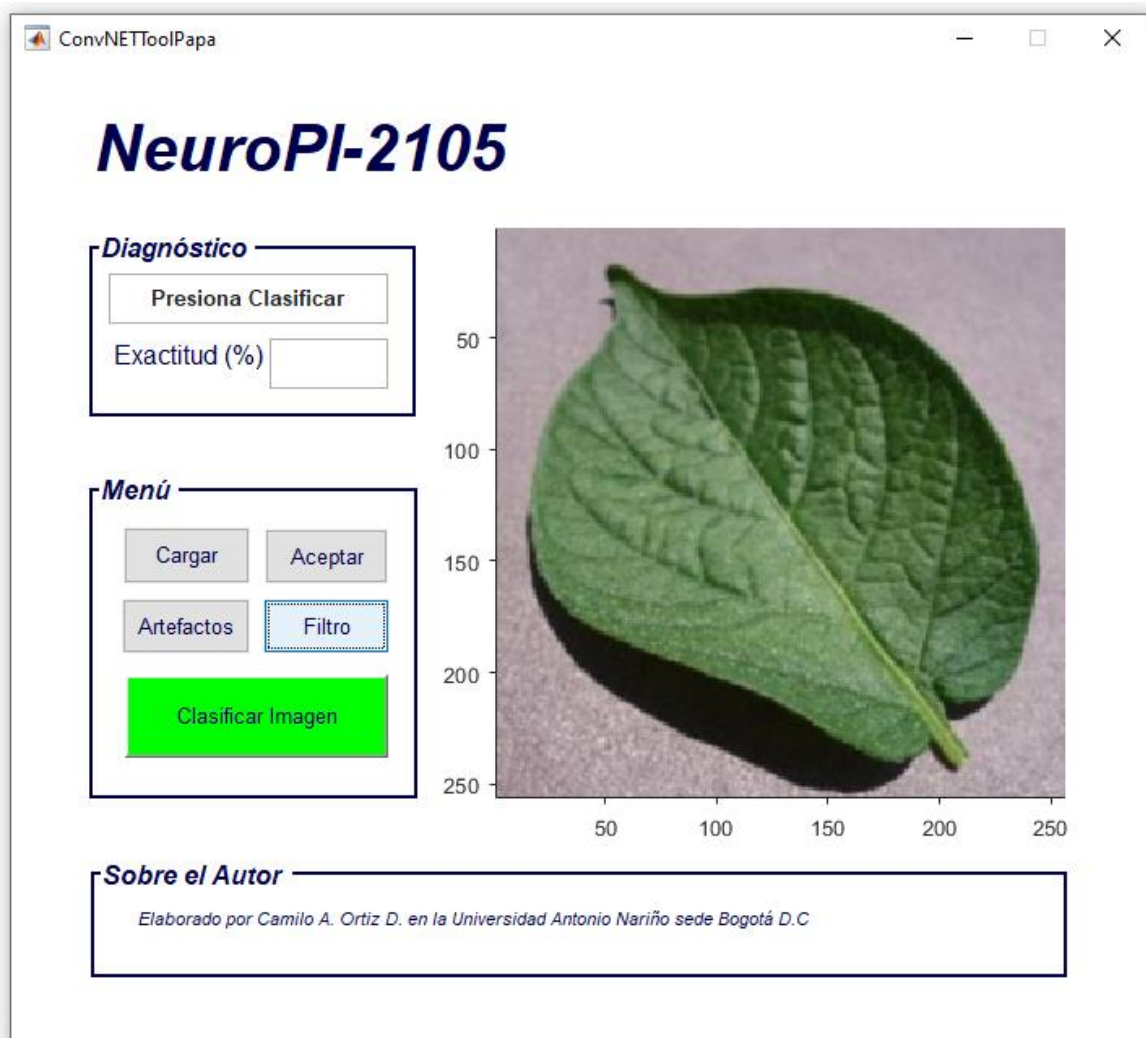 ConvNETToolPapa
NeuroPI-2105
Diagnóstico
Presiona Clasificar
Exactitud (%)
Menú
Cargar
Aceptar
Artefactos
Filtro
Clasificar Imagen
50
100
150
200
250
50
100
150
200
250
Sobre el Autor
Elaborado por Camilo A. Ortiz D. en la Universidad Antonio Nariño sede Bogotá D.C